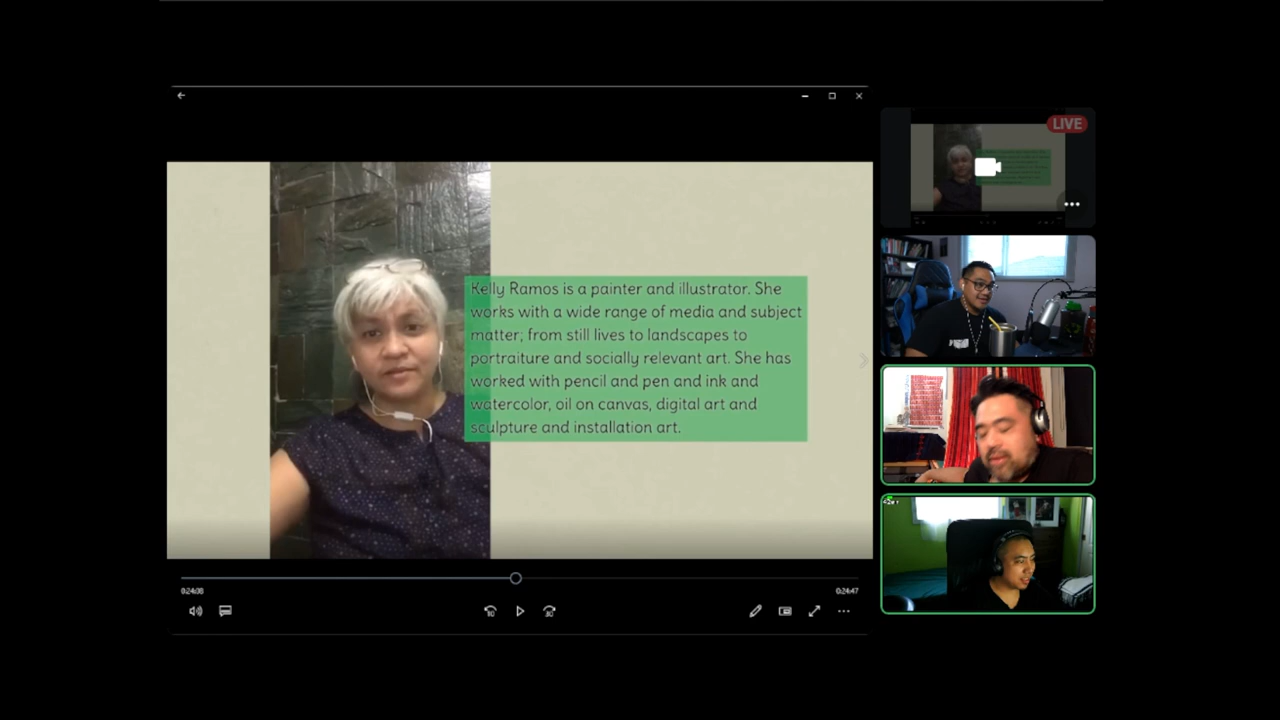 LIVE
Kelly Ramos is a painter and illustrator. She
works with a wide range of media and subject
matter; from still lives to landscapes to
portraiture and socially relevant art. She has
worked with pencil and pen and ink and
watercolor, oil on canvas, digital art and
sculpture and installation art.
0:24:08
0:24:47
10
30